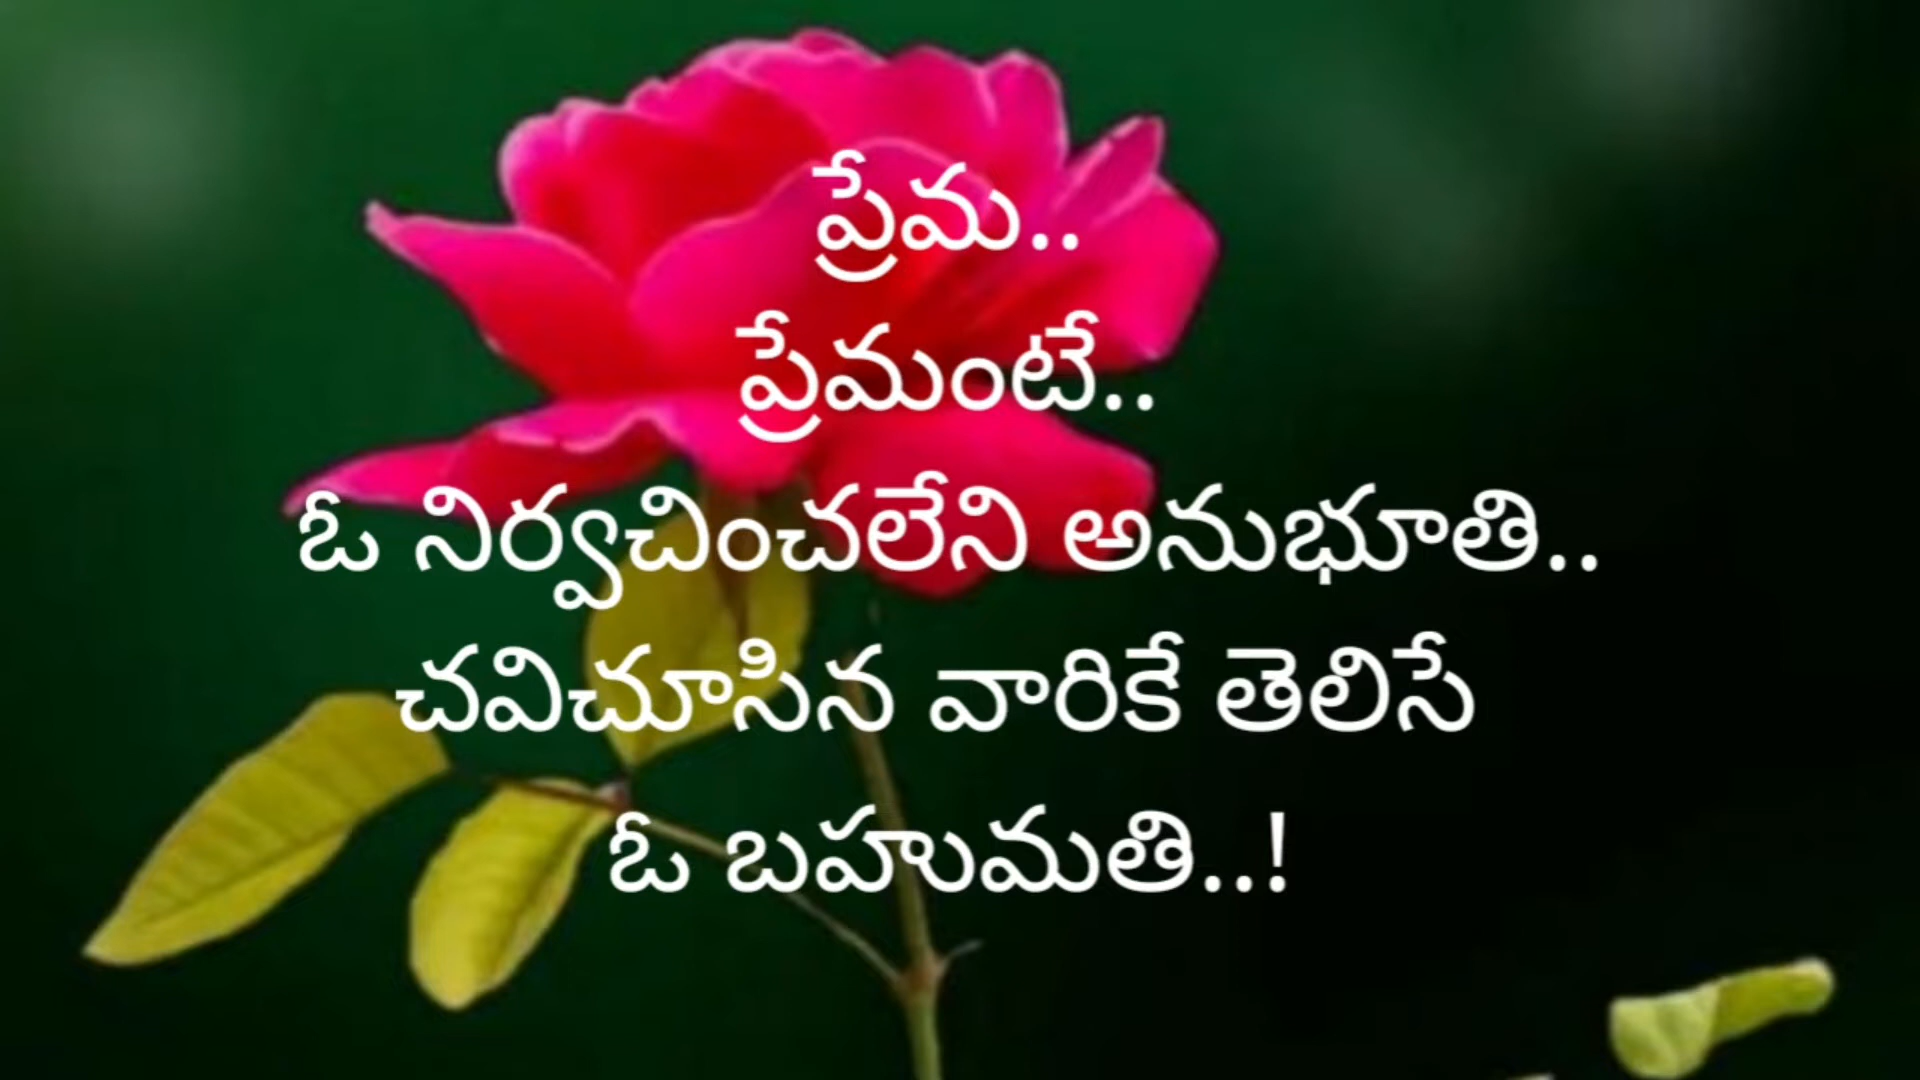 ప్రేమ..
ప్రేమంటే..
ఓ నిర్వచించలేని అనుభూతి..
చవిచూసిన వారికే తెలిసే
ఓ బహుమతి..!